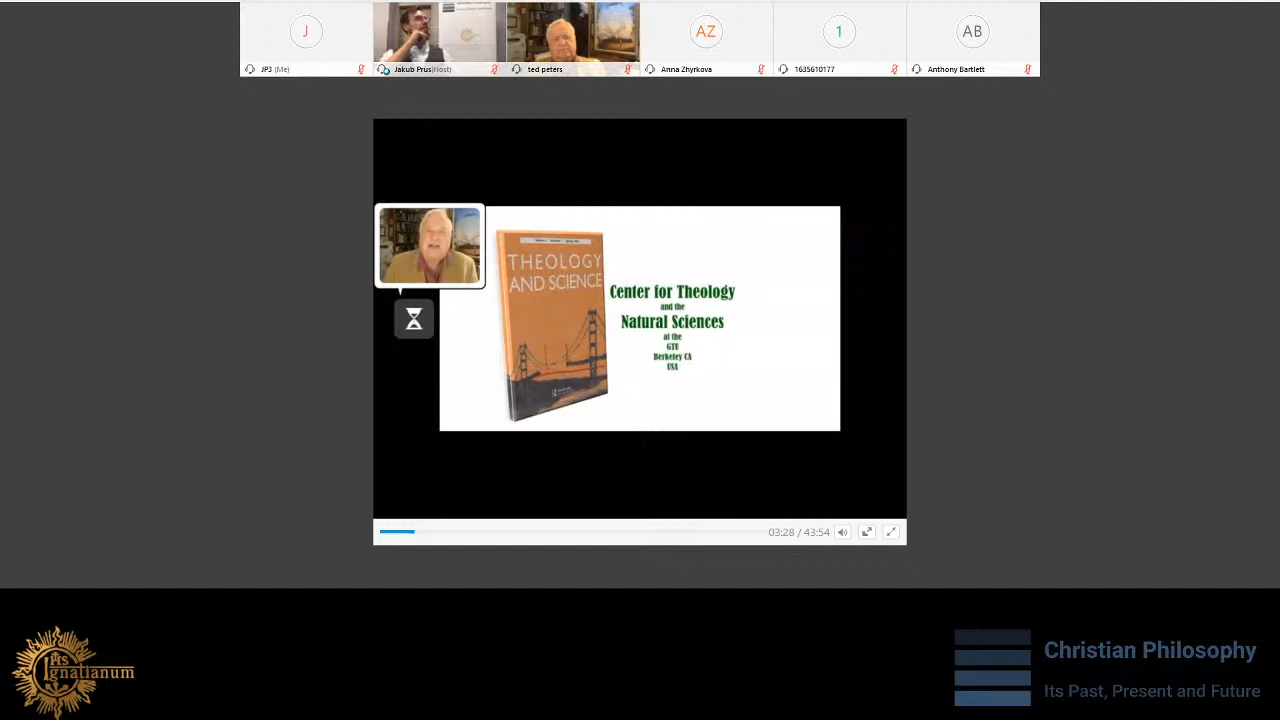 J
AZ
1
AB
JP3 (Me)
Jakub Prus(Host)
ted peters
Anna Zhyrkova
1635610177
Anthony Bartlett
THEOLOGY
AND SCIENCE
Center for Theology
and the
Natural Sciences
at the
GTU
Berkeley CA
USA
03:28 / 43:54
Ignatianum
Christian Philosophy
Its Past, Present and Future